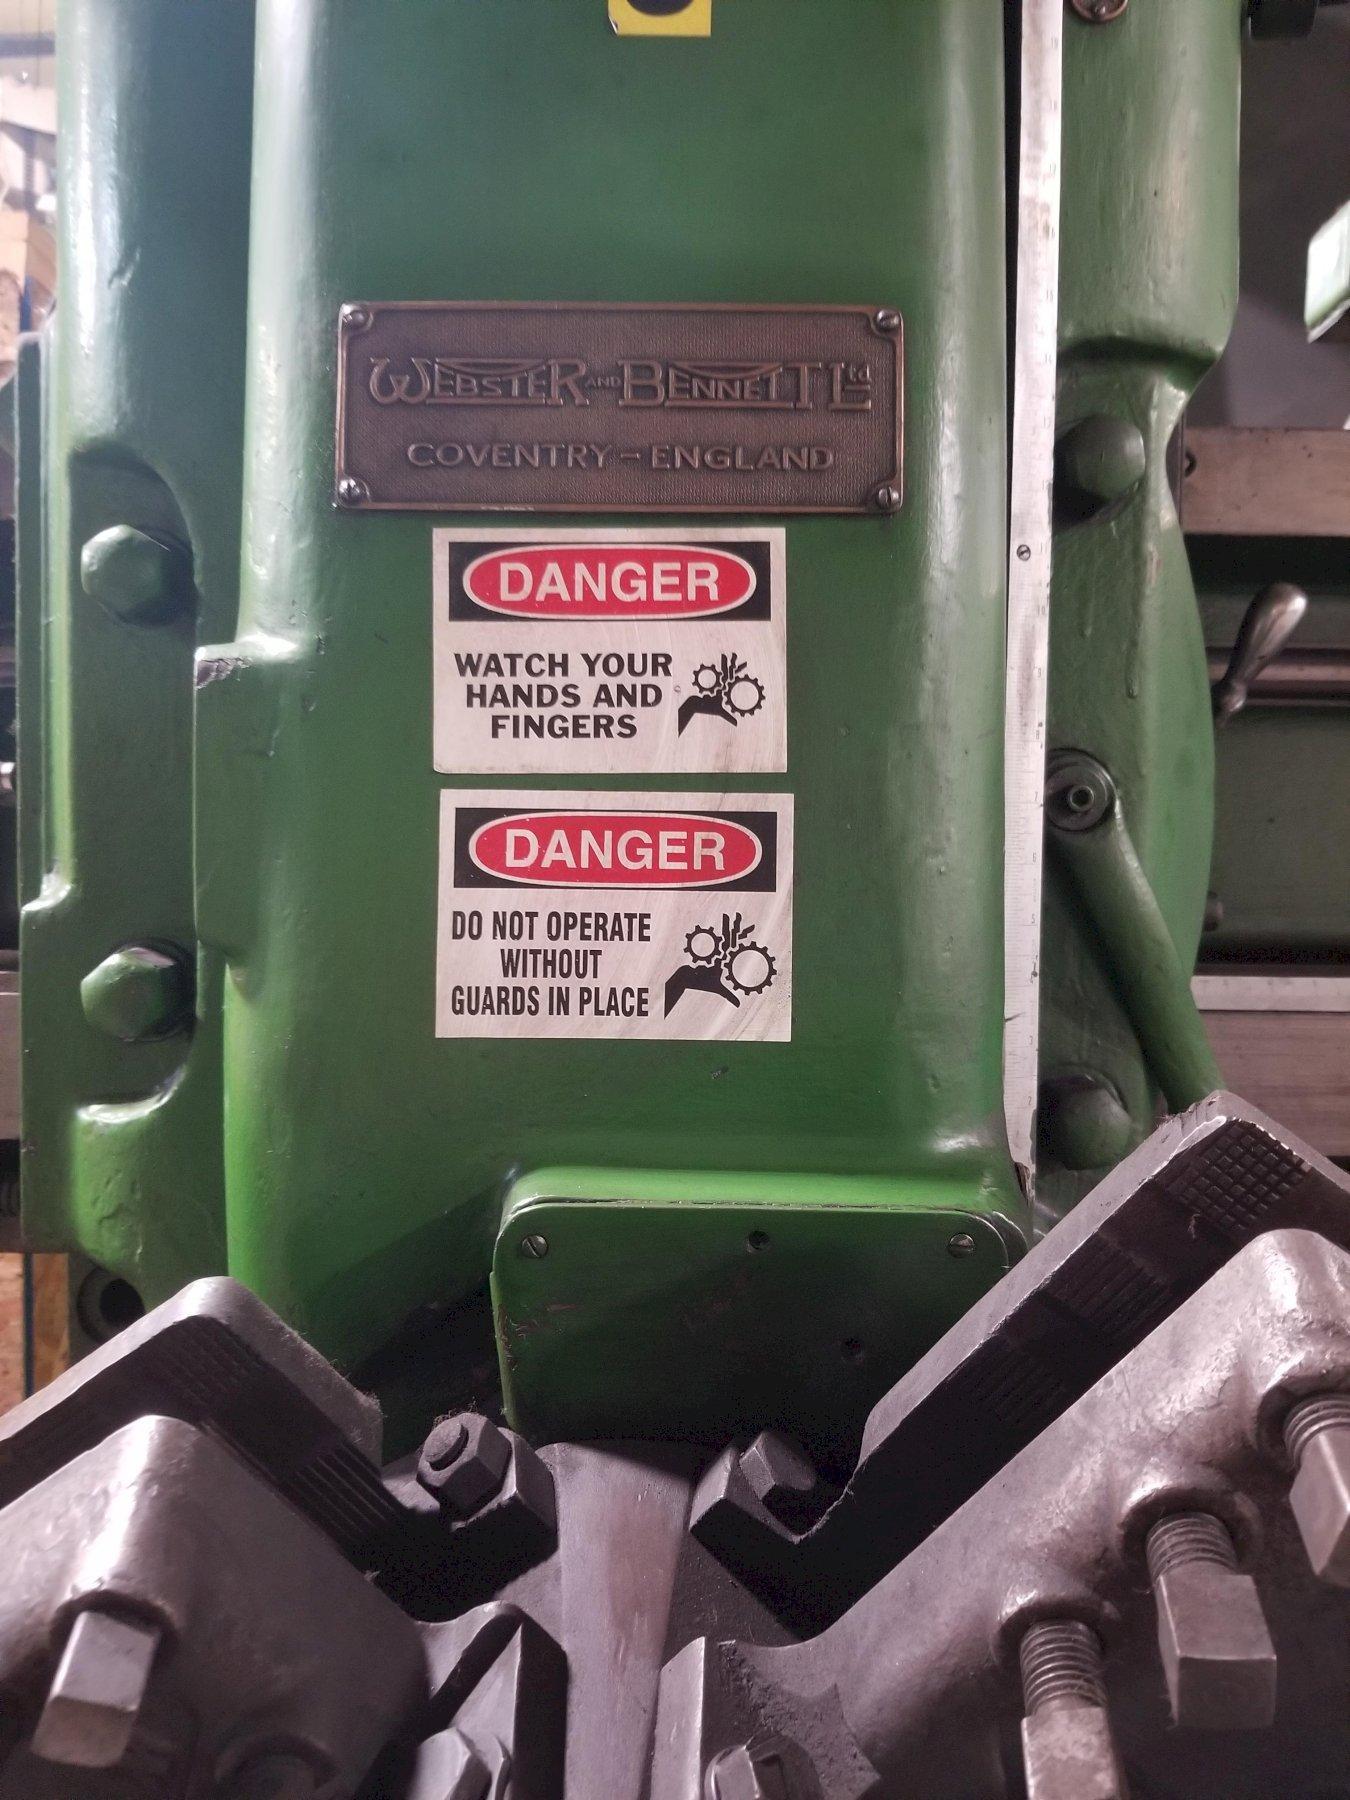 WEBSTER AND BENNETT Ltd
COVENTRY - ENGLAND
DANGER
WATCH YOUR
HANDS AND
FINGERS
DANGER
DO NOT OPERATE
WITHOUT
GUARDS IN PLACE